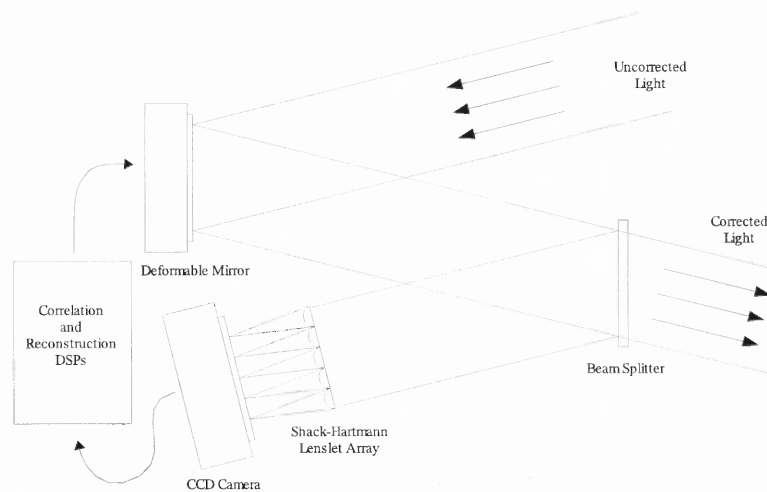 Uncorrected
Light
Corrected
Light
Deformable Mirror
Correlation
and
Reconstruction
DSPs
Beam Splitter
Shack-Hartmann
Lenslet Array
CCD Camera